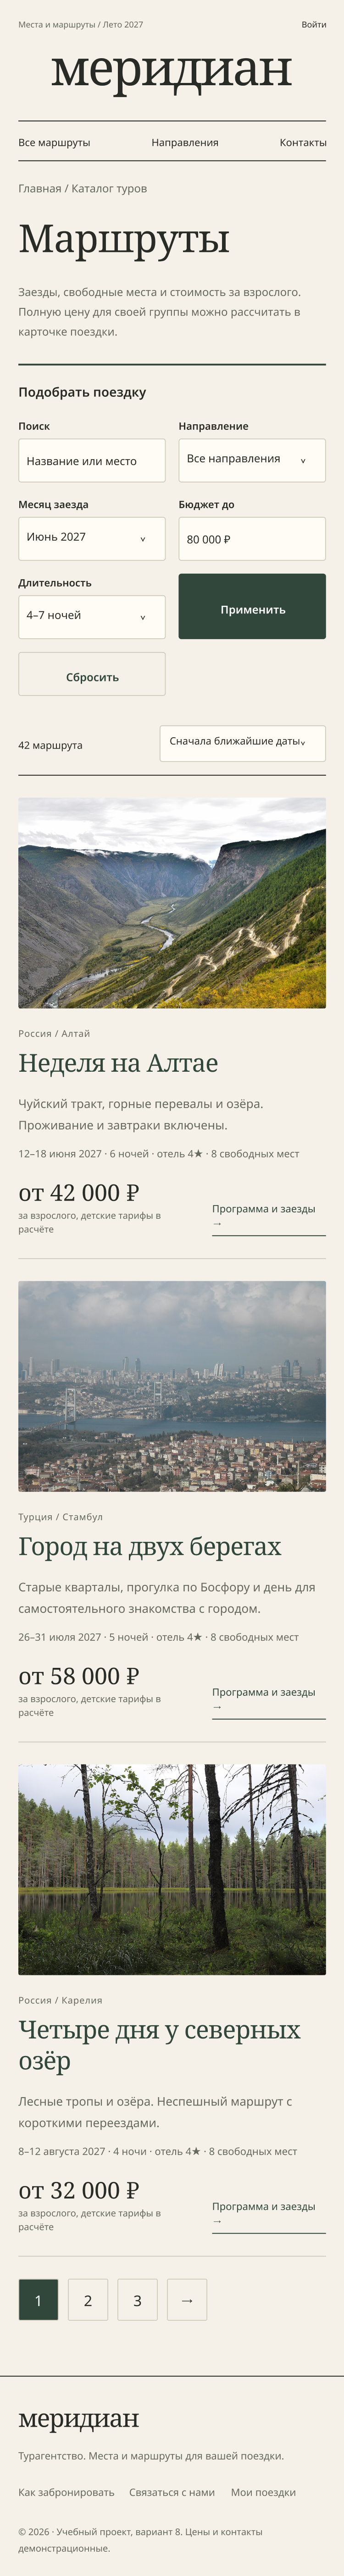 Места и маршруты / Лето 2027
Войти
меридиан
Все маршруты
Направления
Контакты
Главная / Каталог туров
Маршруты
Заезды, свободные места и стоимость за взрослого.
Полную цену для своей группы можно рассчитать в
карточке поездки.
Подобрать поездку
Поиск
Направление
Название или место
Все направления
Месяц заезда
Бюджет до
Июнь 2027
80 000 ₽
Длительность
4–7 ночей
Применить
Сбросить
42 маршрута
Сначала ближайшие даты
Россия / Алтай
Неделя на Алтае
Чуйский тракт, горные перевалы и озёра.
Проживание и завтраки включены.
12–18 июня 2027 · 6 ночей · отель 4★ · 8 свободных мест
от 42 000 ₽
за взрослого, детские тарифы в
расчёте
Программа и заезды
→
Турция / Стамбул
Город на двух берегах
Старые кварталы, прогулка по Босфору и день для
самостоятельного знакомства с городом.
26–31 июля 2027 · 5 ночей · отель 4★ · 8 свободных мест
от 58 000 ₽
за взрослого, детские тарифы в
расчёте
Программа и заезды
→
Россия / Карелия
Четыре дня у северных
озёр
Лесные тропы и озёра. Неспешный маршрут с
короткими переездами.
8–12 августа 2027 · 4 ночи · отель 4★ · 8 свободных мест
от 32 000 ₽
за взрослого, детские тарифы в
расчёте
Программа и заезды
→
1
2
3
→
меридиан
Турагентство. Места и маршруты для вашей поездки.
Как забронировать
Связаться с нами
Мои поездки
© 2026 · Учебный проект, вариант 8. Цены и контакты
демонстрационные.